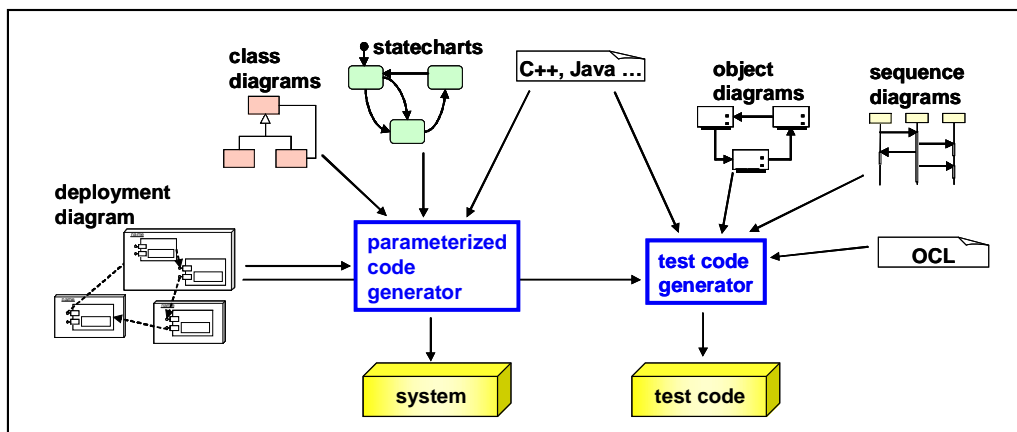 class
diagrams
statecharts
C++, Java ...
object
diagrams
sequence
diagrams
deployment
diagram
parameterized
code
generator
test code
generator
OCL
system
test code